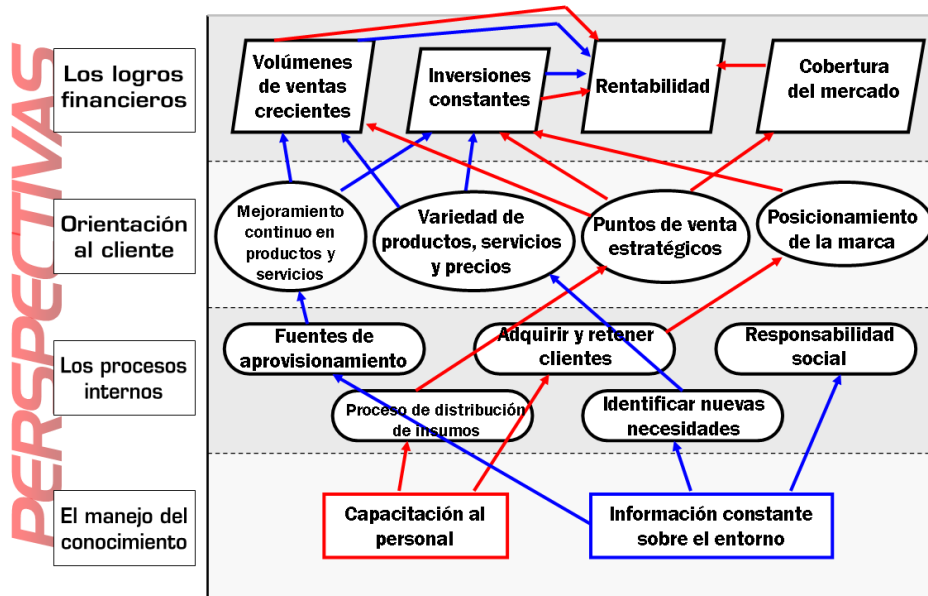 PERSPECTIVAS
Los logros
financieros
Volúmenes
de ventas
crecientes
Inversiones
constantes
Rentabilidad
Cobertura
del mercado
Orientación
al cliente
Mejoramiento
continuo en
productos y
servicios
Variedad de
productos, servicios
y precios
Puntos de venta
estratégicos
Posicionamiento
de la marca
Los procesos
internos
Fuentes de
aprovisionamiento
Adquirir y retener
clientes
Responsabilidad
social
Proceso de distribución
de insumos
Identificar nuevas
necesidades
El manejo del
conocimiento
Capacitación al
personal
Información constante
sobre el entorno